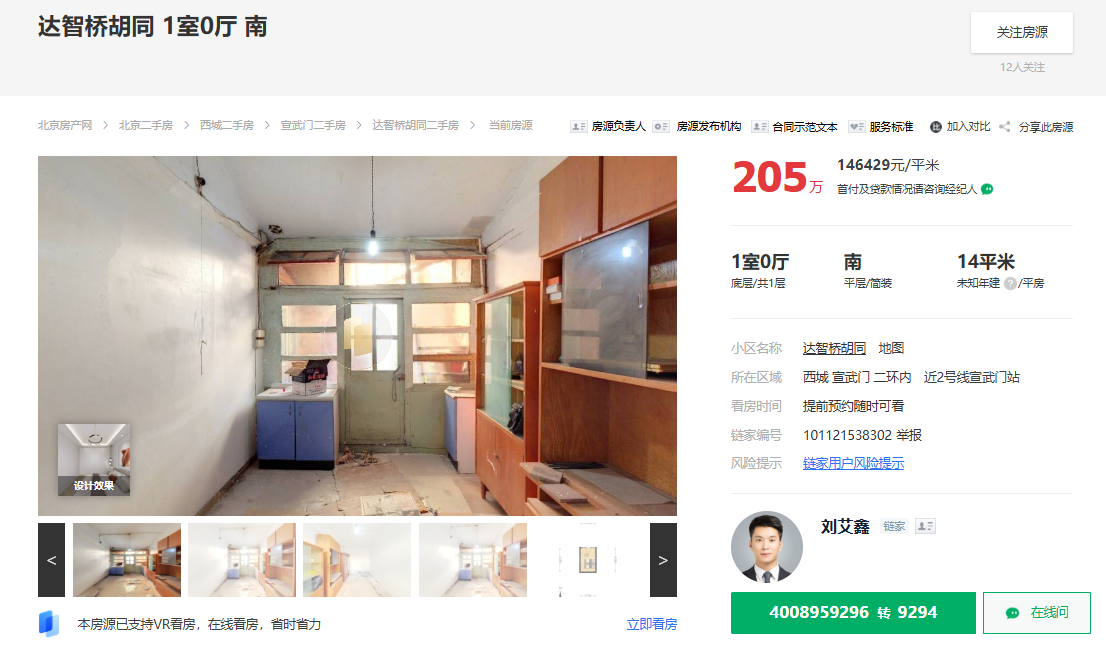 达智桥胡同 1室0厅 南
关注房源
12人关注
北京房产网 > 北京二手房 > 西城二手房 > 宣武门二手房 > 达智桥胡同二手房 > 当前房源
房源负责人 房源发布机构 合同示范文本 服务标准 加入对比 分享此房源
205万
146429元/平米
首付及贷款情况请咨询经纪人
1室0厅 南 14平米
底层/共1层 平层/简装 未知年建 ? /平房
小区名称 达智桥胡同 地图
所在区域 西城 宣武门 二环内 近2号线宣武门站
看房时间 提前预约随时可看
链家编号 101121538302 举报
风险提示 链家用户风险提示
设计效果
< >
本房源已支持VR看房，在线看房，省时省力 立即看房
刘艾鑫 链家
4008959296 转 9294
在线问